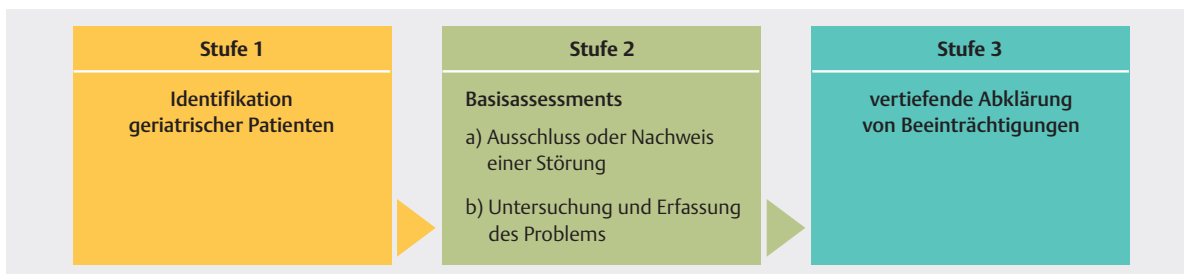 Stufe 1
Identifikation
geriatrischer Patienten
Stufe 2
Basisassessments
a) Ausschluss oder Nachweis
einer Störung
b) Untersuchung und Erfassung
des Problems
Stufe 3
vertiefende Abklärung
von Beeinträchtigungen